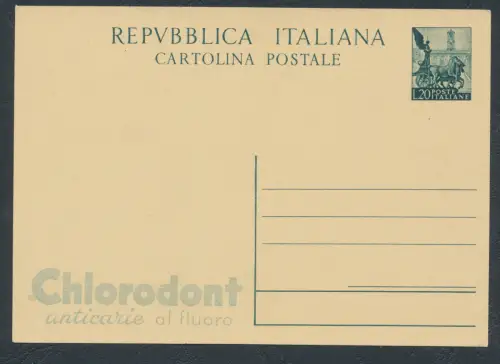 REPVBBLICA ITALIANA
CARTOLINA POSTALE
L.20 POSTE
ITALIANE
Chlorodont
anticarie al fluoro